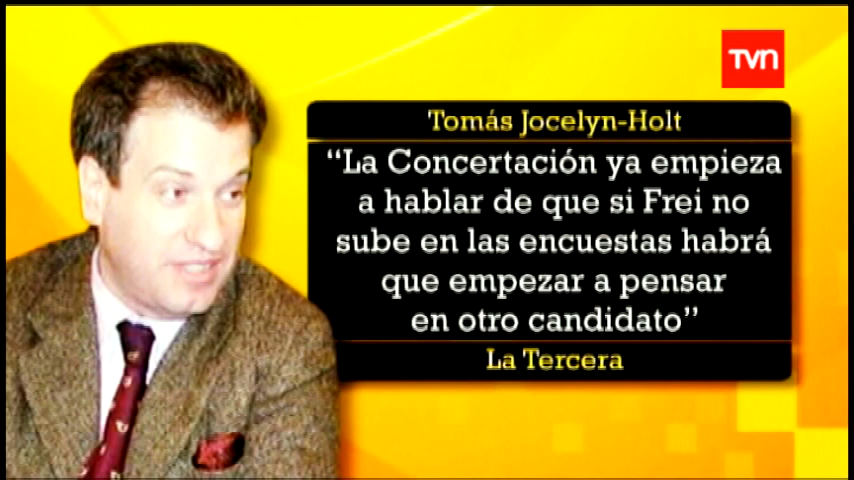 TVN
Tomás Jocelyn-Holt
“La Concertación ya empieza
a hablar de que si Frei no
sube en las encuestas habrá
que empezar a pensar
en otro candidato”
La Tercera